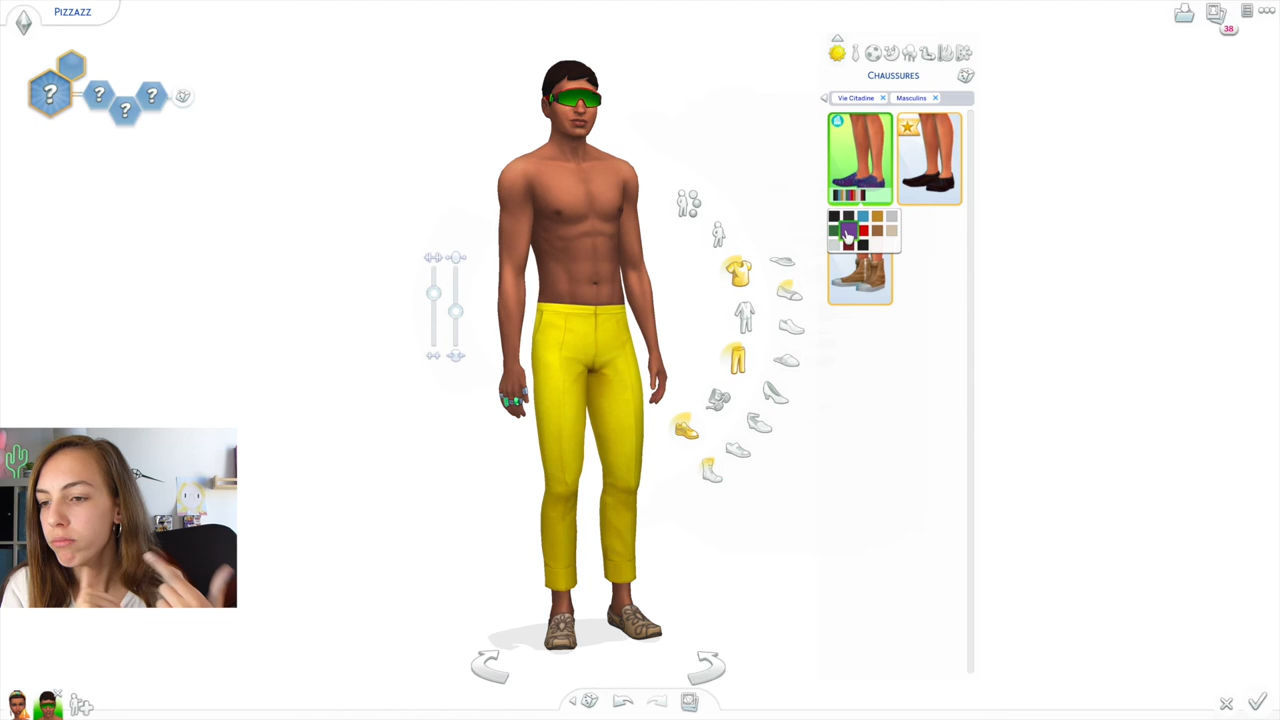 Pizzazz
38
Chaussures
Vie Citadine
Masculins
? ? ? ?